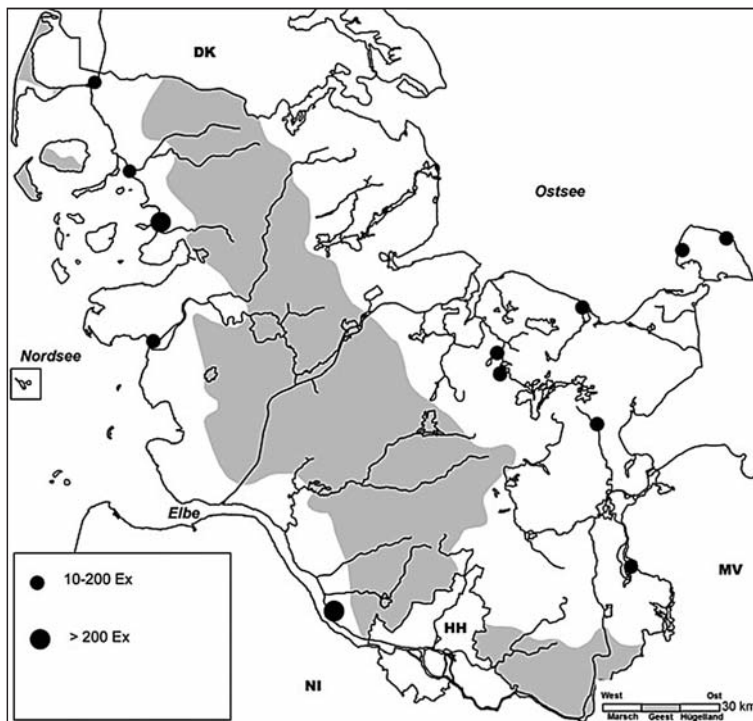 DK
Ostsee
Nordsee
Elbe
10-200 Ex
> 200 Ex
MV
HH
NI
West Ost
30 km
Marsch Geest Hügelland